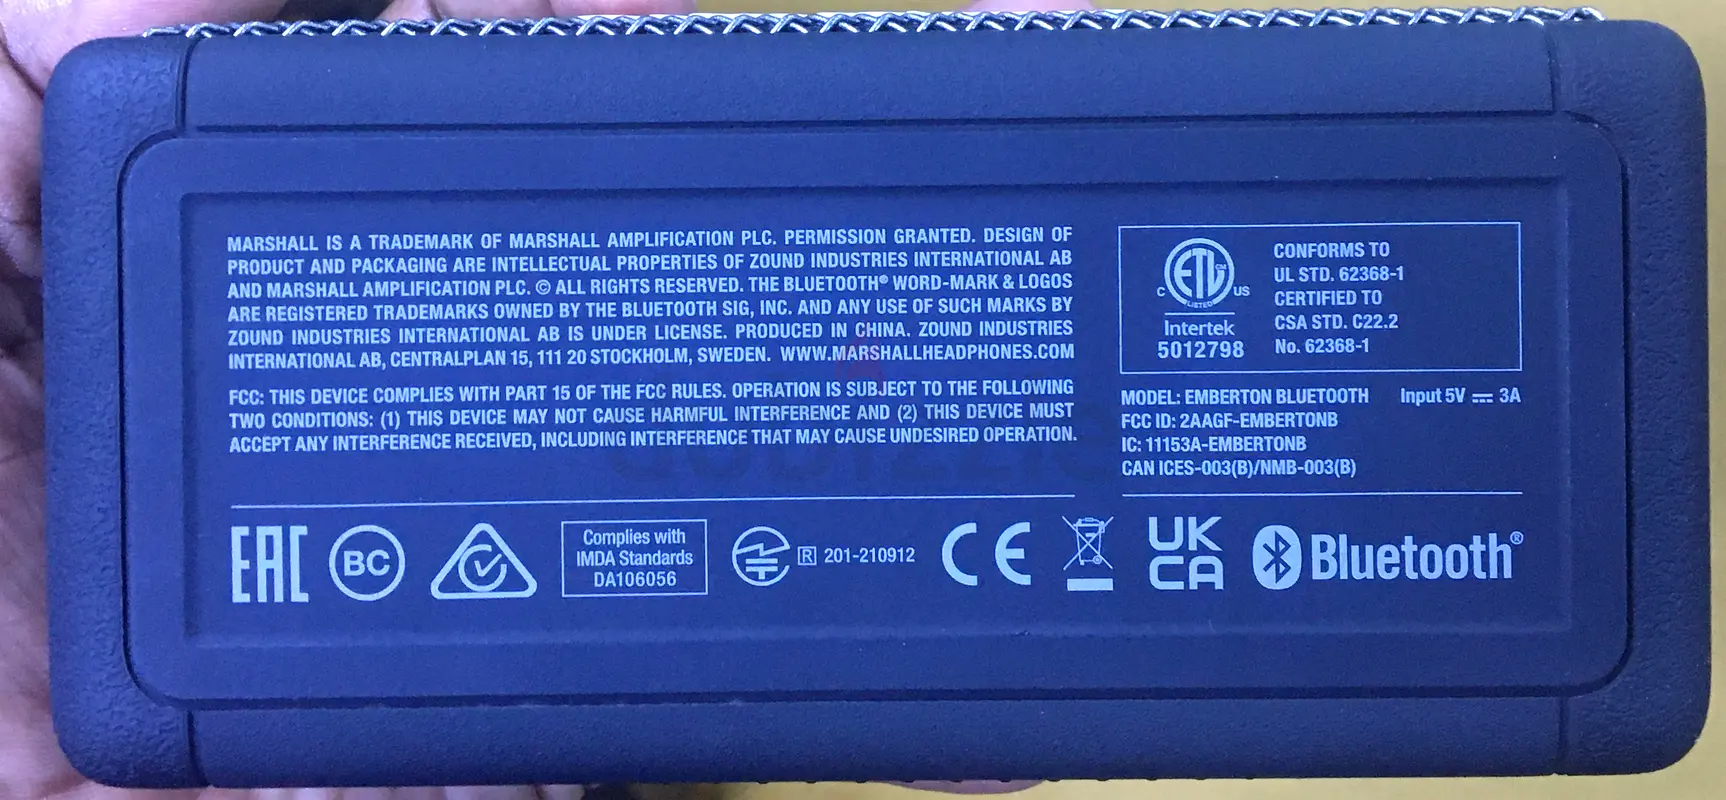 MARSHALL IS A TRADEMARK OF MARSHALL AMPLIFICATION PLC. PERMISSION GRANTED. DESIGN OF
PRODUCT AND PACKAGING ARE INTELLECTUAL PROPERTIES OF ZOUND INDUSTRIES INTERNATIONAL AB
AND MARSHALL AMPLIFICATION PLC. © ALL RIGHTS RESERVED. THE BLUETOOTH® WORD-MARK & LOGOS
ARE REGISTERED TRADEMARKS OWNED BY THE BLUETOOTH SIG, INC. AND ANY USE OF SUCH MARKS BY
ZOUND INDUSTRIES INTERNATIONAL AB IS UNDER LICENSE. PRODUCED IN CHINA. ZOUND INDUSTRIES
INTERNATIONAL AB, CENTRALPLAN 15, 111 20 STOCKHOLM, SWEDEN. WWW.MARSHALLHEADPHONES.COM
FCC: THIS DEVICE COMPLIES WITH PART 15 OF THE FCC RULES. OPERATION IS SUBJECT TO THE FOLLOWING
TWO CONDITIONS: (1) THIS DEVICE MAY NOT CAUSE HARMFUL INTERFERENCE AND (2) THIS DEVICE MUST
ACCEPT ANY INTERFERENCE RECEIVED, INCLUDING INTERFERENCE THAT MAY CAUSE UNDESIRED OPERATION.
C ETL CM US
LISTED
Intertek
5012798
CONFORMS TO
UL STD. 62368-1
CERTIFIED TO
CSA STD. C22.2
No. 62368-1
MODEL: EMBERTON BLUETOOTH Input 5V ⎓ 3A
FCC ID: 2AAGF-EMBERTONB
IC: 11153A-EMBERTONB
CAN ICES-003(B)/NMB-003(B)
dubizzle
EAC
BC
Complies with
IMDA Standards
DA106056
R 201-210912
CE
UK
CA
Bluetooth®